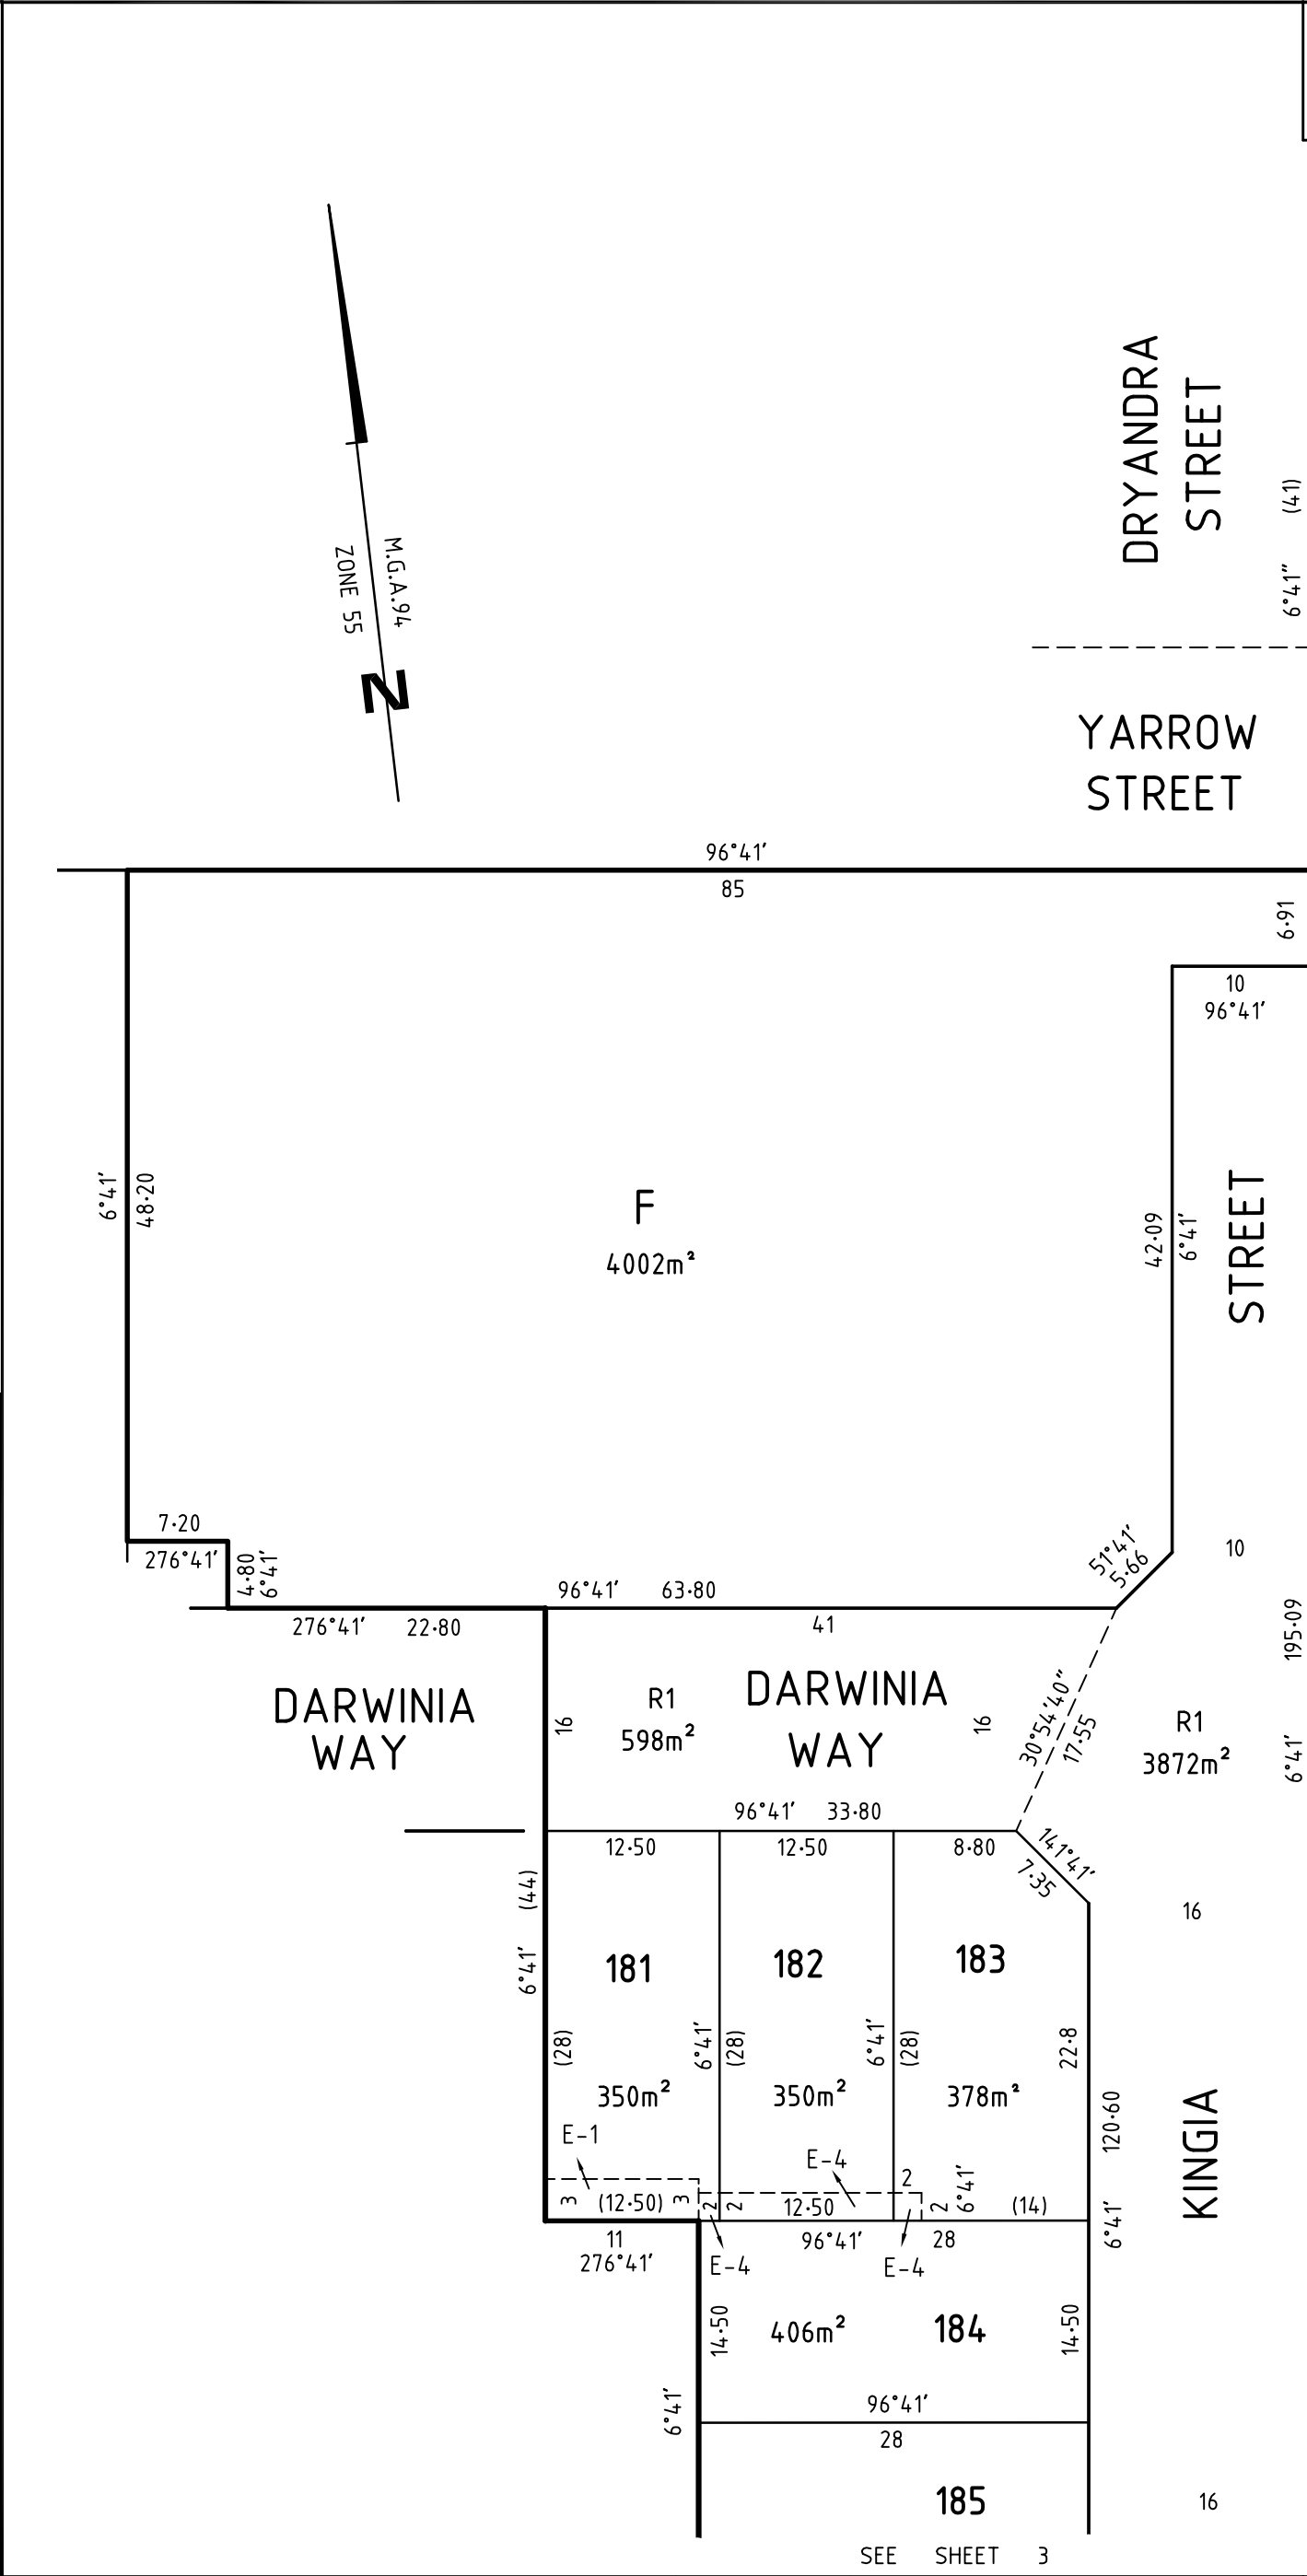 DRYANDRA
STREET
(41)
6°41"
M.G.A.94
ZONE 55
N
YARROW
STREET
96°41'
85
6·91
10
96°41'
6°41'
48·20
F
4002m²
42·09
6°41'
STREET
7·20
276°41'
4·80
6°41'
51°41'
5·66
10
96°41' 63·80
276°41' 22·80
41
195·09
6°41'
DARWINIA
WAY
16
R1
598m²
DARWINIA
WAY
16
30°54'40"
17·55
R1
3872m²
96°41' 33·80
12·50
12·50
8·80
141°41'
7·35
(44)
6°41'
16
181
182
183
(28)
6°41'
(28)
6°41'
(28)
22·8
350m²
350m²
378m²
120·60
KINGIA
E-1
E-4
3
(12·50)
3
2
2
12·50
2
2
6°41'
(14)
6°41'
11
276°41'
E-4
96°41'
28
E-4
14·50
406m²
184
14·50
6°41'
96°41'
28
185
16
SEE SHEET 3